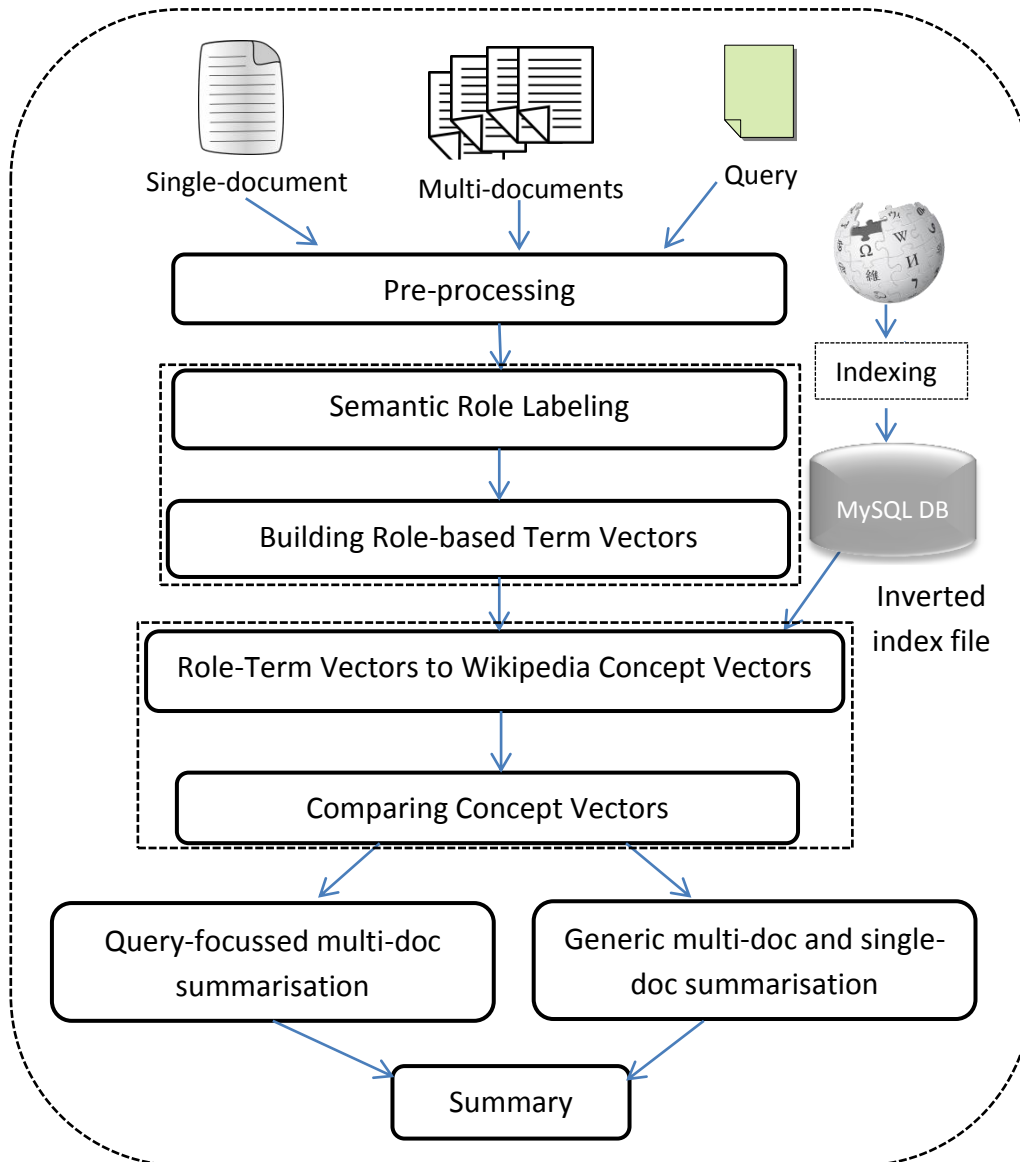 Single-document
Multi-documents
Query
Ω
W
И
維
Pre-processing
Indexing
Semantic Role Labeling
MySQL DB
Building Role-based Term Vectors
Inverted
index file
Role-Term Vectors to Wikipedia Concept Vectors
Comparing Concept Vectors
Query-focussed multi-doc
summarisation
Generic multi-doc and single-
doc summarisation
Summary